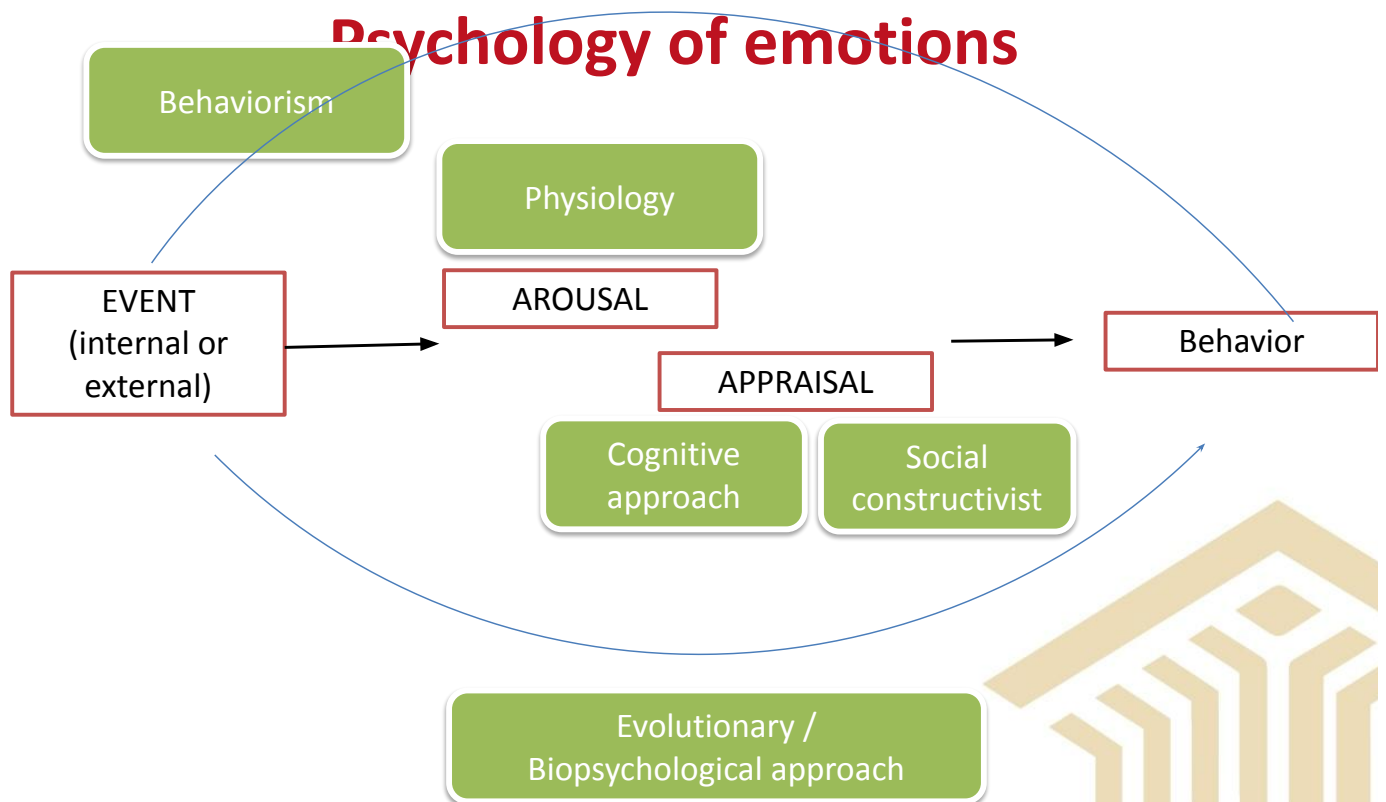 Psychology of emotions
Behaviorism
Physiology
EVENT
(internal or
external)
AROUSAL
APPRAISAL
Behavior
Cognitive
approach
Social
constructivist
Evolutionary /
Biopsychological approach